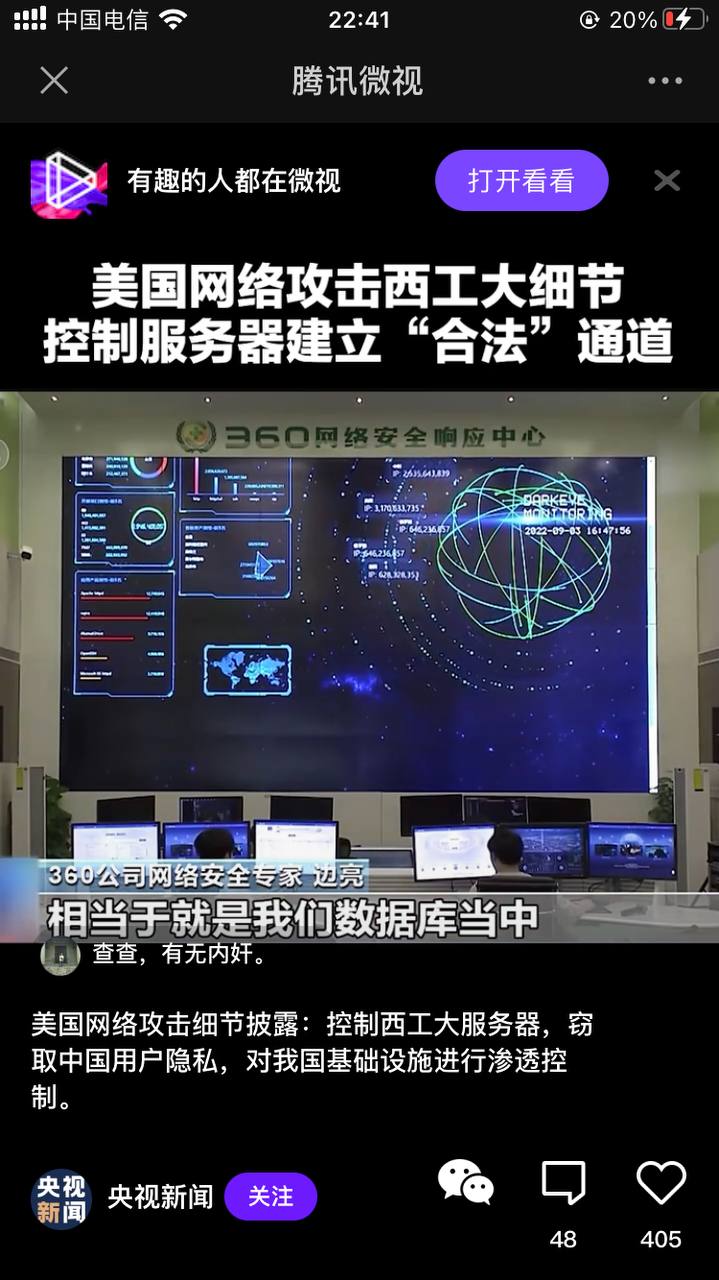 中国电信
22:41
20%
腾讯微视
有趣的人都在微视
打开看看
美国网络攻击西工大细节
控制服务器建立“合法”通道
360网络安全响应中心
DARKEYE
MONITORING
2022-09-03 16:47:56
IP: 3,170,633,735
360公司网络安全专家 边亮
相当于就是我们数据库当中
查查，有无内奸。
美国网络攻击细节披露：控制西工大服务器，窃
取中国用户隐私，对我国基础设施进行渗透控
制。
央视
新闻
央视新闻
关注
48
405